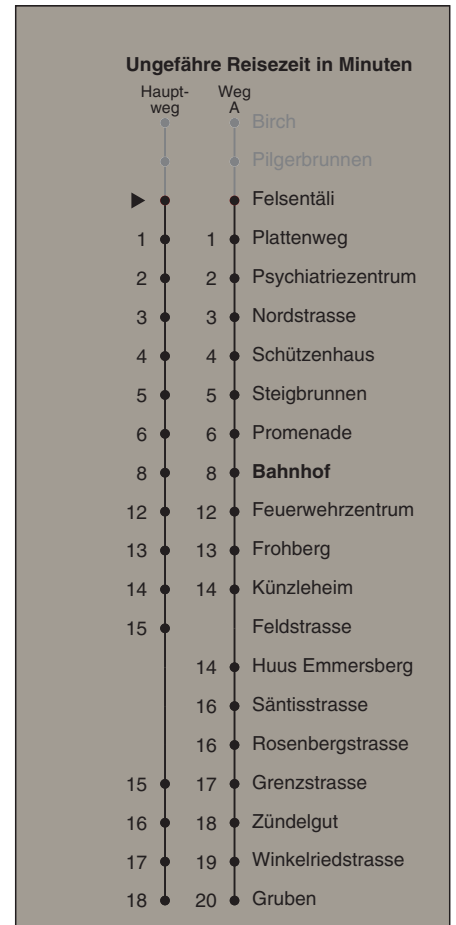 Ungefähre Reisezeit in Minuten
Haupt- Weg
weg A
Birch
Pilgerbrunnen
Felsentäli
1 1 Plattenweg
2 2 Psychiatriezentrum
3 3 Nordstrasse
4 4 Schützenhaus
5 5 Steigbrunnen
6 6 Promenade
8 8 Bahnhof
12 12 Feuerwehrzentrum
13 13 Frohberg
14 14 Künzleheim
15 Feldstrasse
14 Huus Emmersberg
16 Säntisstrasse
16 Rosenbergstrasse
15 17 Grenzstrasse
16 18 Zündelgut
17 19 Winkelriedstrasse
18 20 Gruben